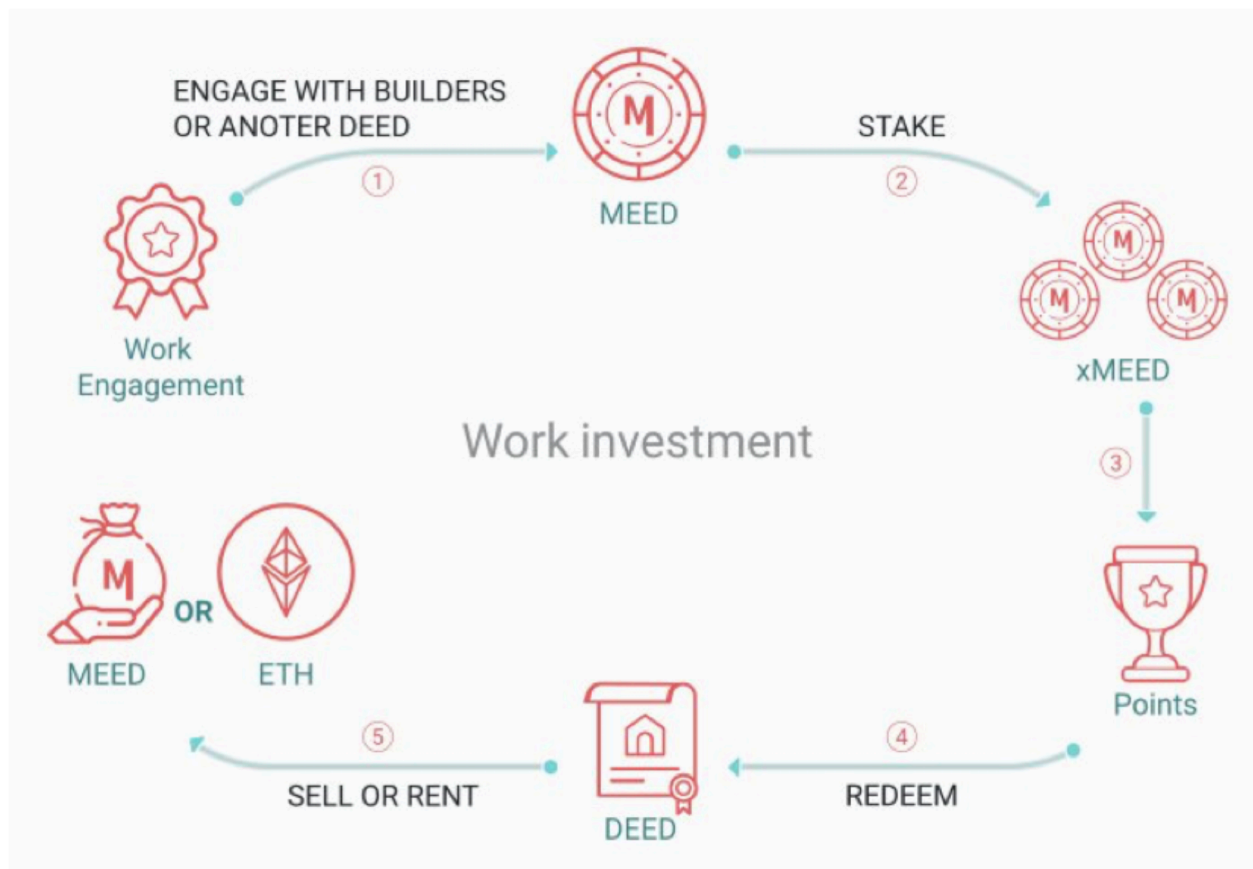 ENGAGE WITH BUILDERS
OR ANOTER DEED
1
M
MEED
STAKE
2
M
M
M
xMEED
Work
Engagement
Work investment
3
M
OR
MEED
ETH
Points
5
SELL OR RENT
DEED
4
REDEEM